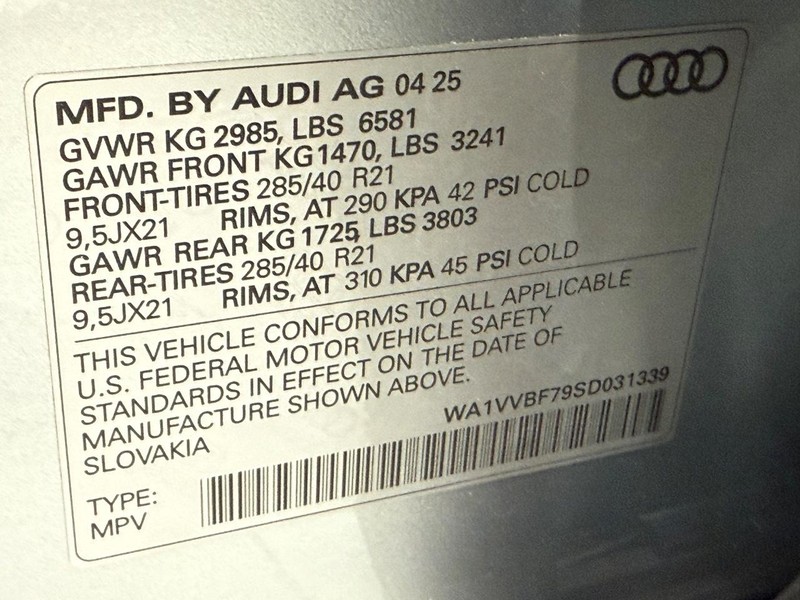 MFD. BY AUDI AG 04 25
GVWR KG 2985, LBS 6581
GAWR FRONT KG 1470, LBS 3241
FRONT-TIRES 285/40 R21
9,5JX21 RIMS, AT 290 KPA 42 PSI COLD
GAWR REAR KG 1725, LBS 3803
REAR-TIRES 285/40 R21
9,5JX21 RIMS, AT 310 KPA 45 PSI COLD
THIS VEHICLE CONFORMS TO ALL APPLICABLE
U.S. FEDERAL MOTOR VEHICLE SAFETY
STANDARDS IN EFFECT ON THE DATE OF
MANUFACTURE SHOWN ABOVE.
SLOVAKIA
WA1VVBF79SD031339
TYPE:
MPV